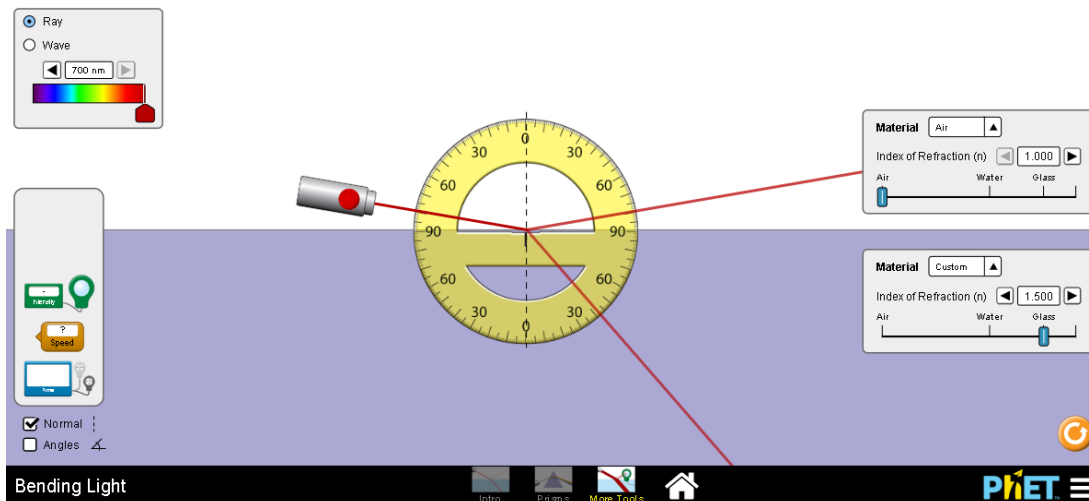 Ray
Wave
700 nm
0
30
30
60
60
90
90
60
60
30
30
0
Material Air
Index of Refraction (n) 1.000
Air Water Glass
Material Custom
Index of Refraction (n) 1.500
Air Water Glass
-
Intensity
?
Speed
Time
Normal
Angles
Bending Light
Intro
Prisms
More Tools
PhET